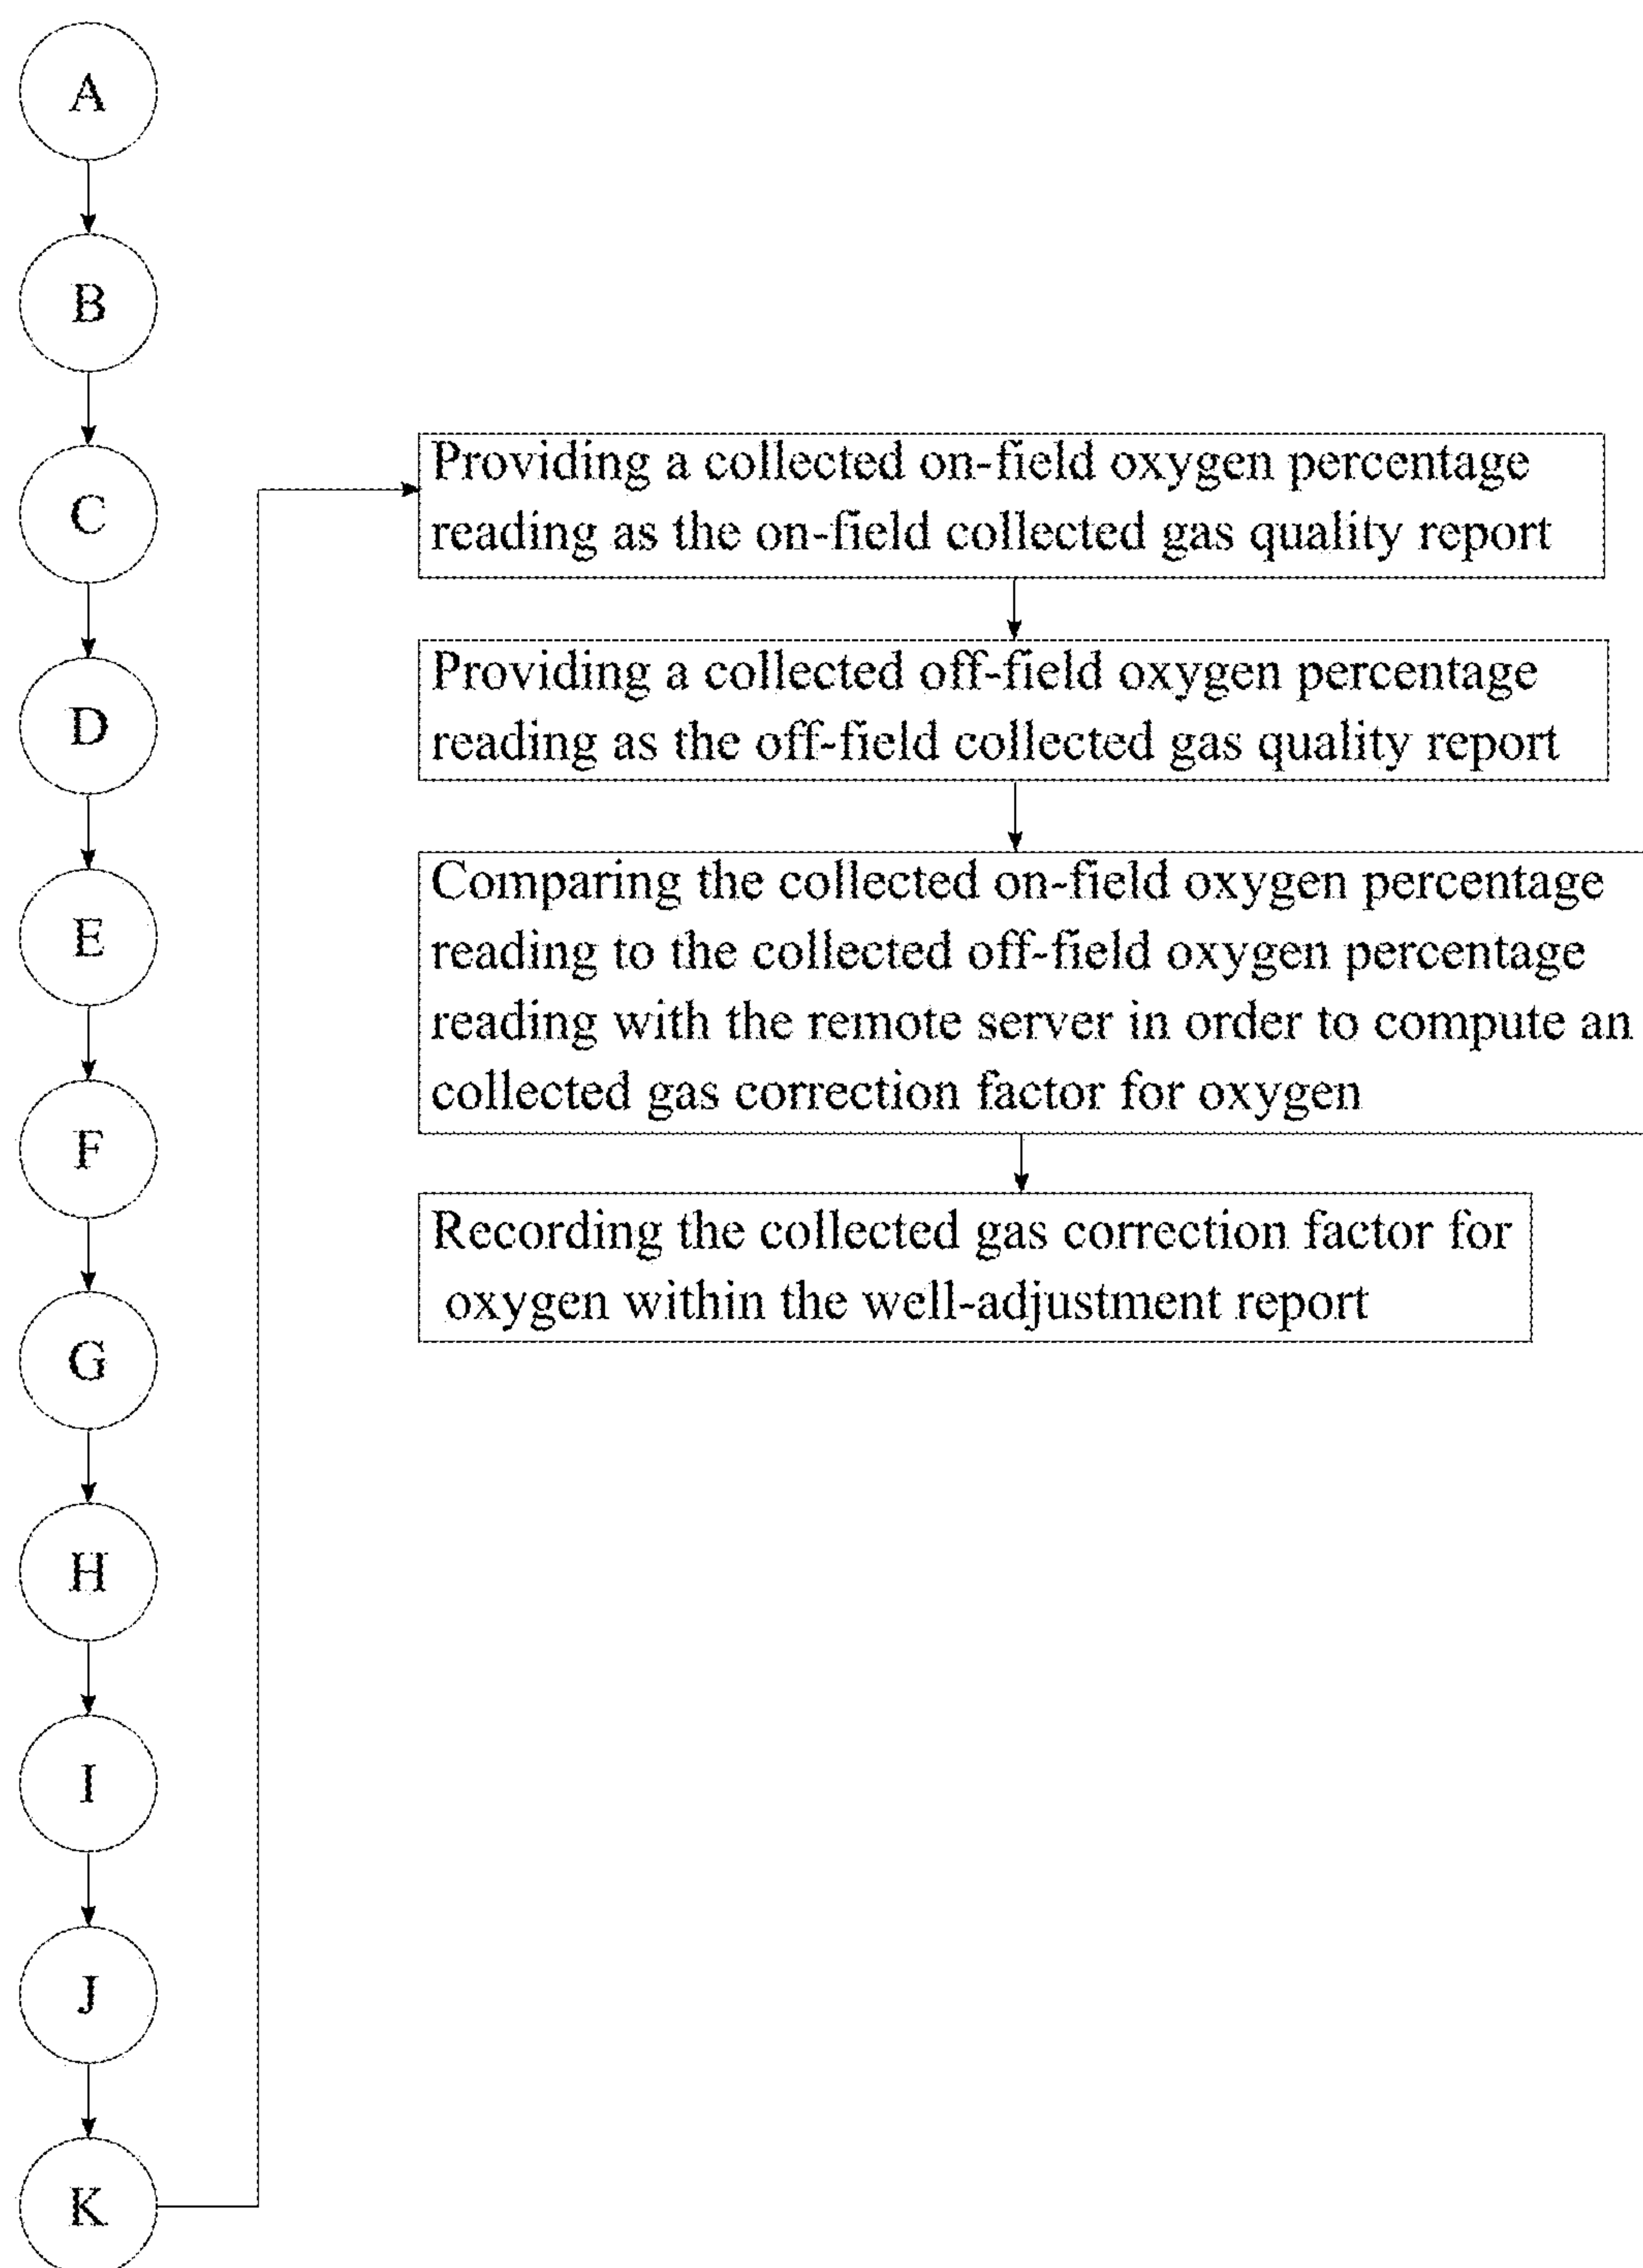 A
B
C
D
E
F
G
H
I
J
K
Providing a collected on-field oxygen percentage
reading as the on-field collected gas quality report
Providing a collected off-field oxygen percentage
reading as the off-field collected gas quality report
Comparing the collected on-field oxygen percentage
reading to the collected off-field oxygen percentage
reading with the remote server in order to compute an
collected gas correction factor for oxygen
Recording the collected gas correction factor for
oxygen within the well-adjustment report